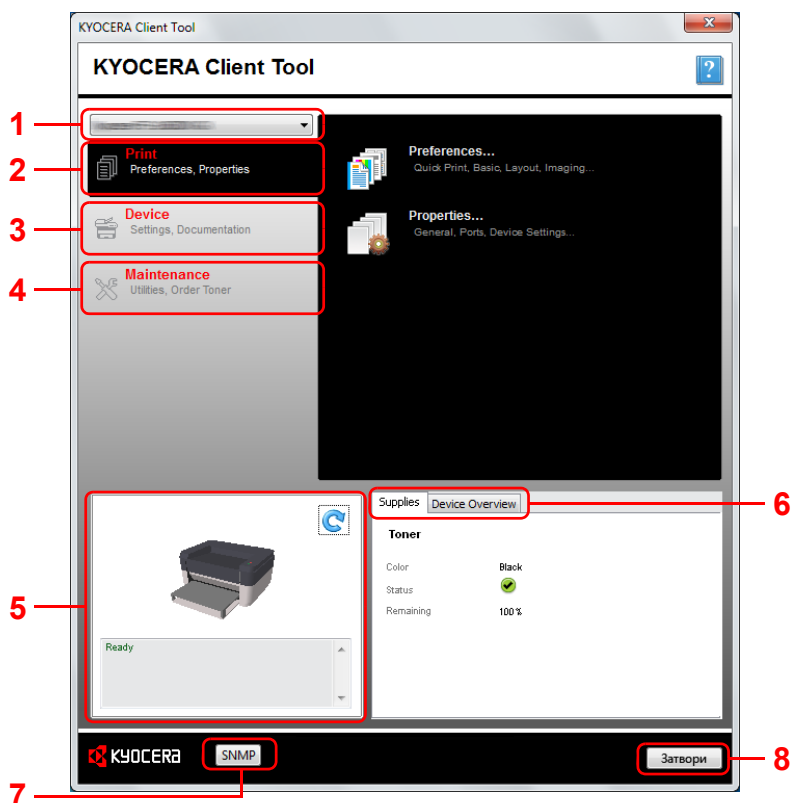 KYOCERA Client Tool
KYOCERA Client Tool
?
1
2
Print
Preferences, Properties
3
Device
Settings, Documentation
4
Maintenance
Utilities, Order Toner
Preferences...
Quick Print, Basic, Layout, Imaging...
Properties...
General, Ports, Device Settings...
5
Ready
Supplies
Device Overview
6
Toner
Color Black
Status
Remaining 100 %
KYOCERA
SNMP
7
Затвори
8